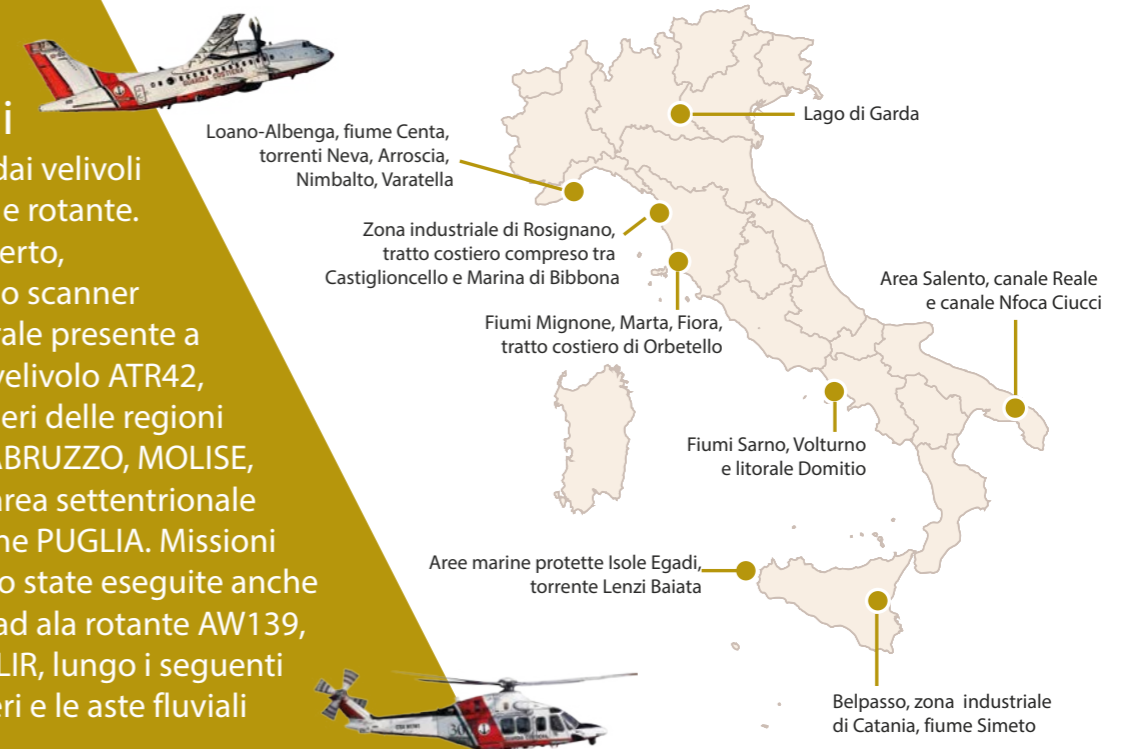 i
dai velivoli
e rotante.
erto,
o scanner
ale presente a
velivolo ATR42,
eri delle regioni
ABRUZZO, MOLISE,
area settentrionale
ne PUGLIA. Missioni
o state eseguite anche
ad ala rotante AW139,
LIR, lungo i seguenti
eri e le aste fluviali
GUARDIA COSTIERA
Loano-Albenga, fiume Centa,
torrenti Neva, Arroscia,
Nimbalto, Varatella
Lago di Garda
Zona industriale di Rosignano,
tratto costiero compreso tra
Castiglioncello e Marina di Bibbona
Fiumi Mignone, Marta, Fiora,
tratto costiero di Orbetello
Area Salento, canale Reale
e canale Nfoca Ciucci
Fiumi Sarno, Volturno
e litorale Domitio
Aree marine protette Isole Egadi,
torrente Lenzi Baiata
Belpasso, zona industriale
di Catania, fiume Simeto